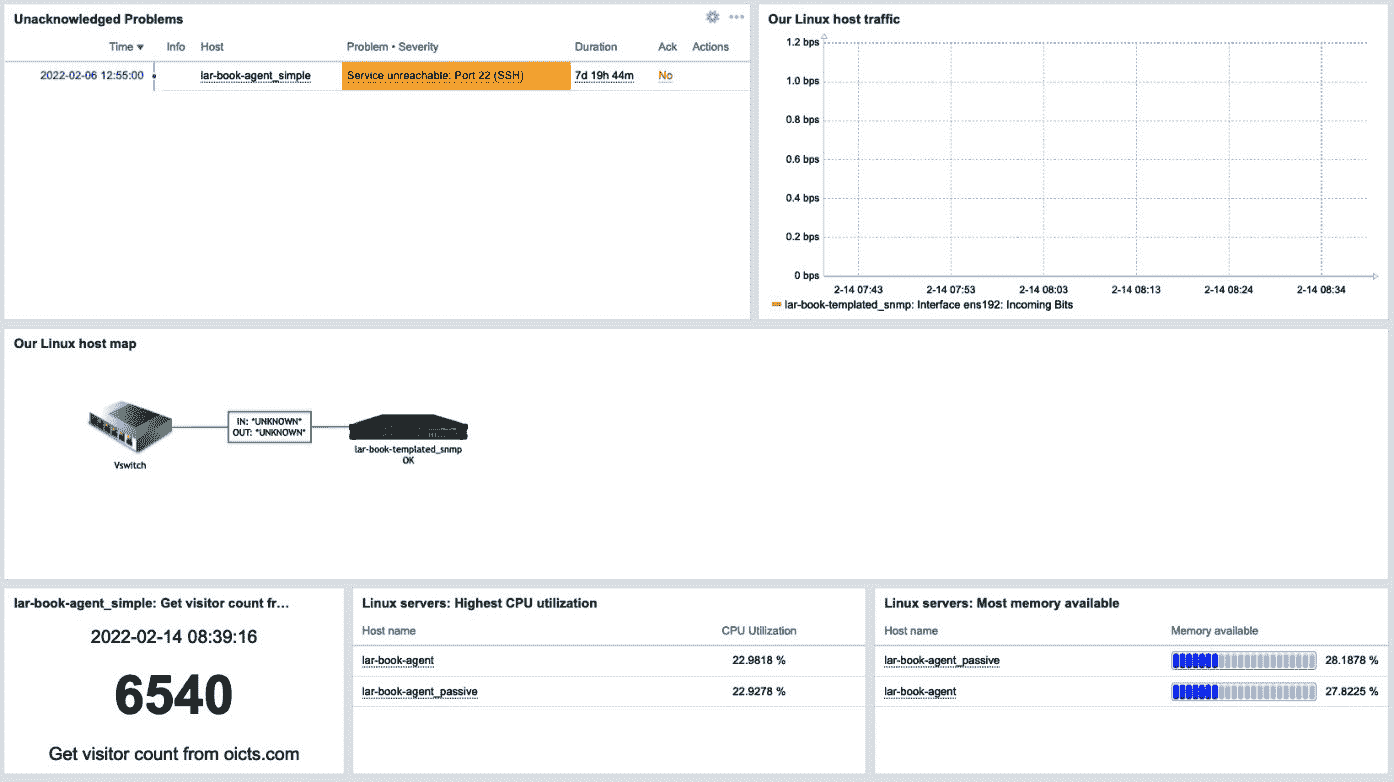 Unacknowledged Problems
Time ▼ Info Host Problem • Severity Duration Ack Actions
2022-02-06 12:55:00 lar-book-agent_simple Service unreachable: Port 22 (SSH) 7d 19h 44m No
Our Linux host traffic
1.2 bps
1.0 bps
0.8 bps
0.6 bps
0.4 bps
0.2 bps
0 bps
2-14 07:43 2-14 07:53 2-14 08:03 2-14 08:13 2-14 08:24 2-14 08:34
lar-book-templated_snmp: Interface ens192: Incoming Bits
Our Linux host map
IN: *UNKNOWN*
OUT: *UNKNOWN*
Vswitch
lar-book-templated_snmp
OK
lar-book-agent_simple: Get visitor count fr…
2022-02-14 08:39:16
6540
Get visitor count from oicts.com
Linux servers: Highest CPU utilization
Host name CPU Utilization
lar-book-agent 22.9818 %
lar-book-agent_passive 22.9278 %
Linux servers: Most memory available
Host name Memory available
lar-book-agent_passive 28.1878 %
lar-book-agent 27.8225 %